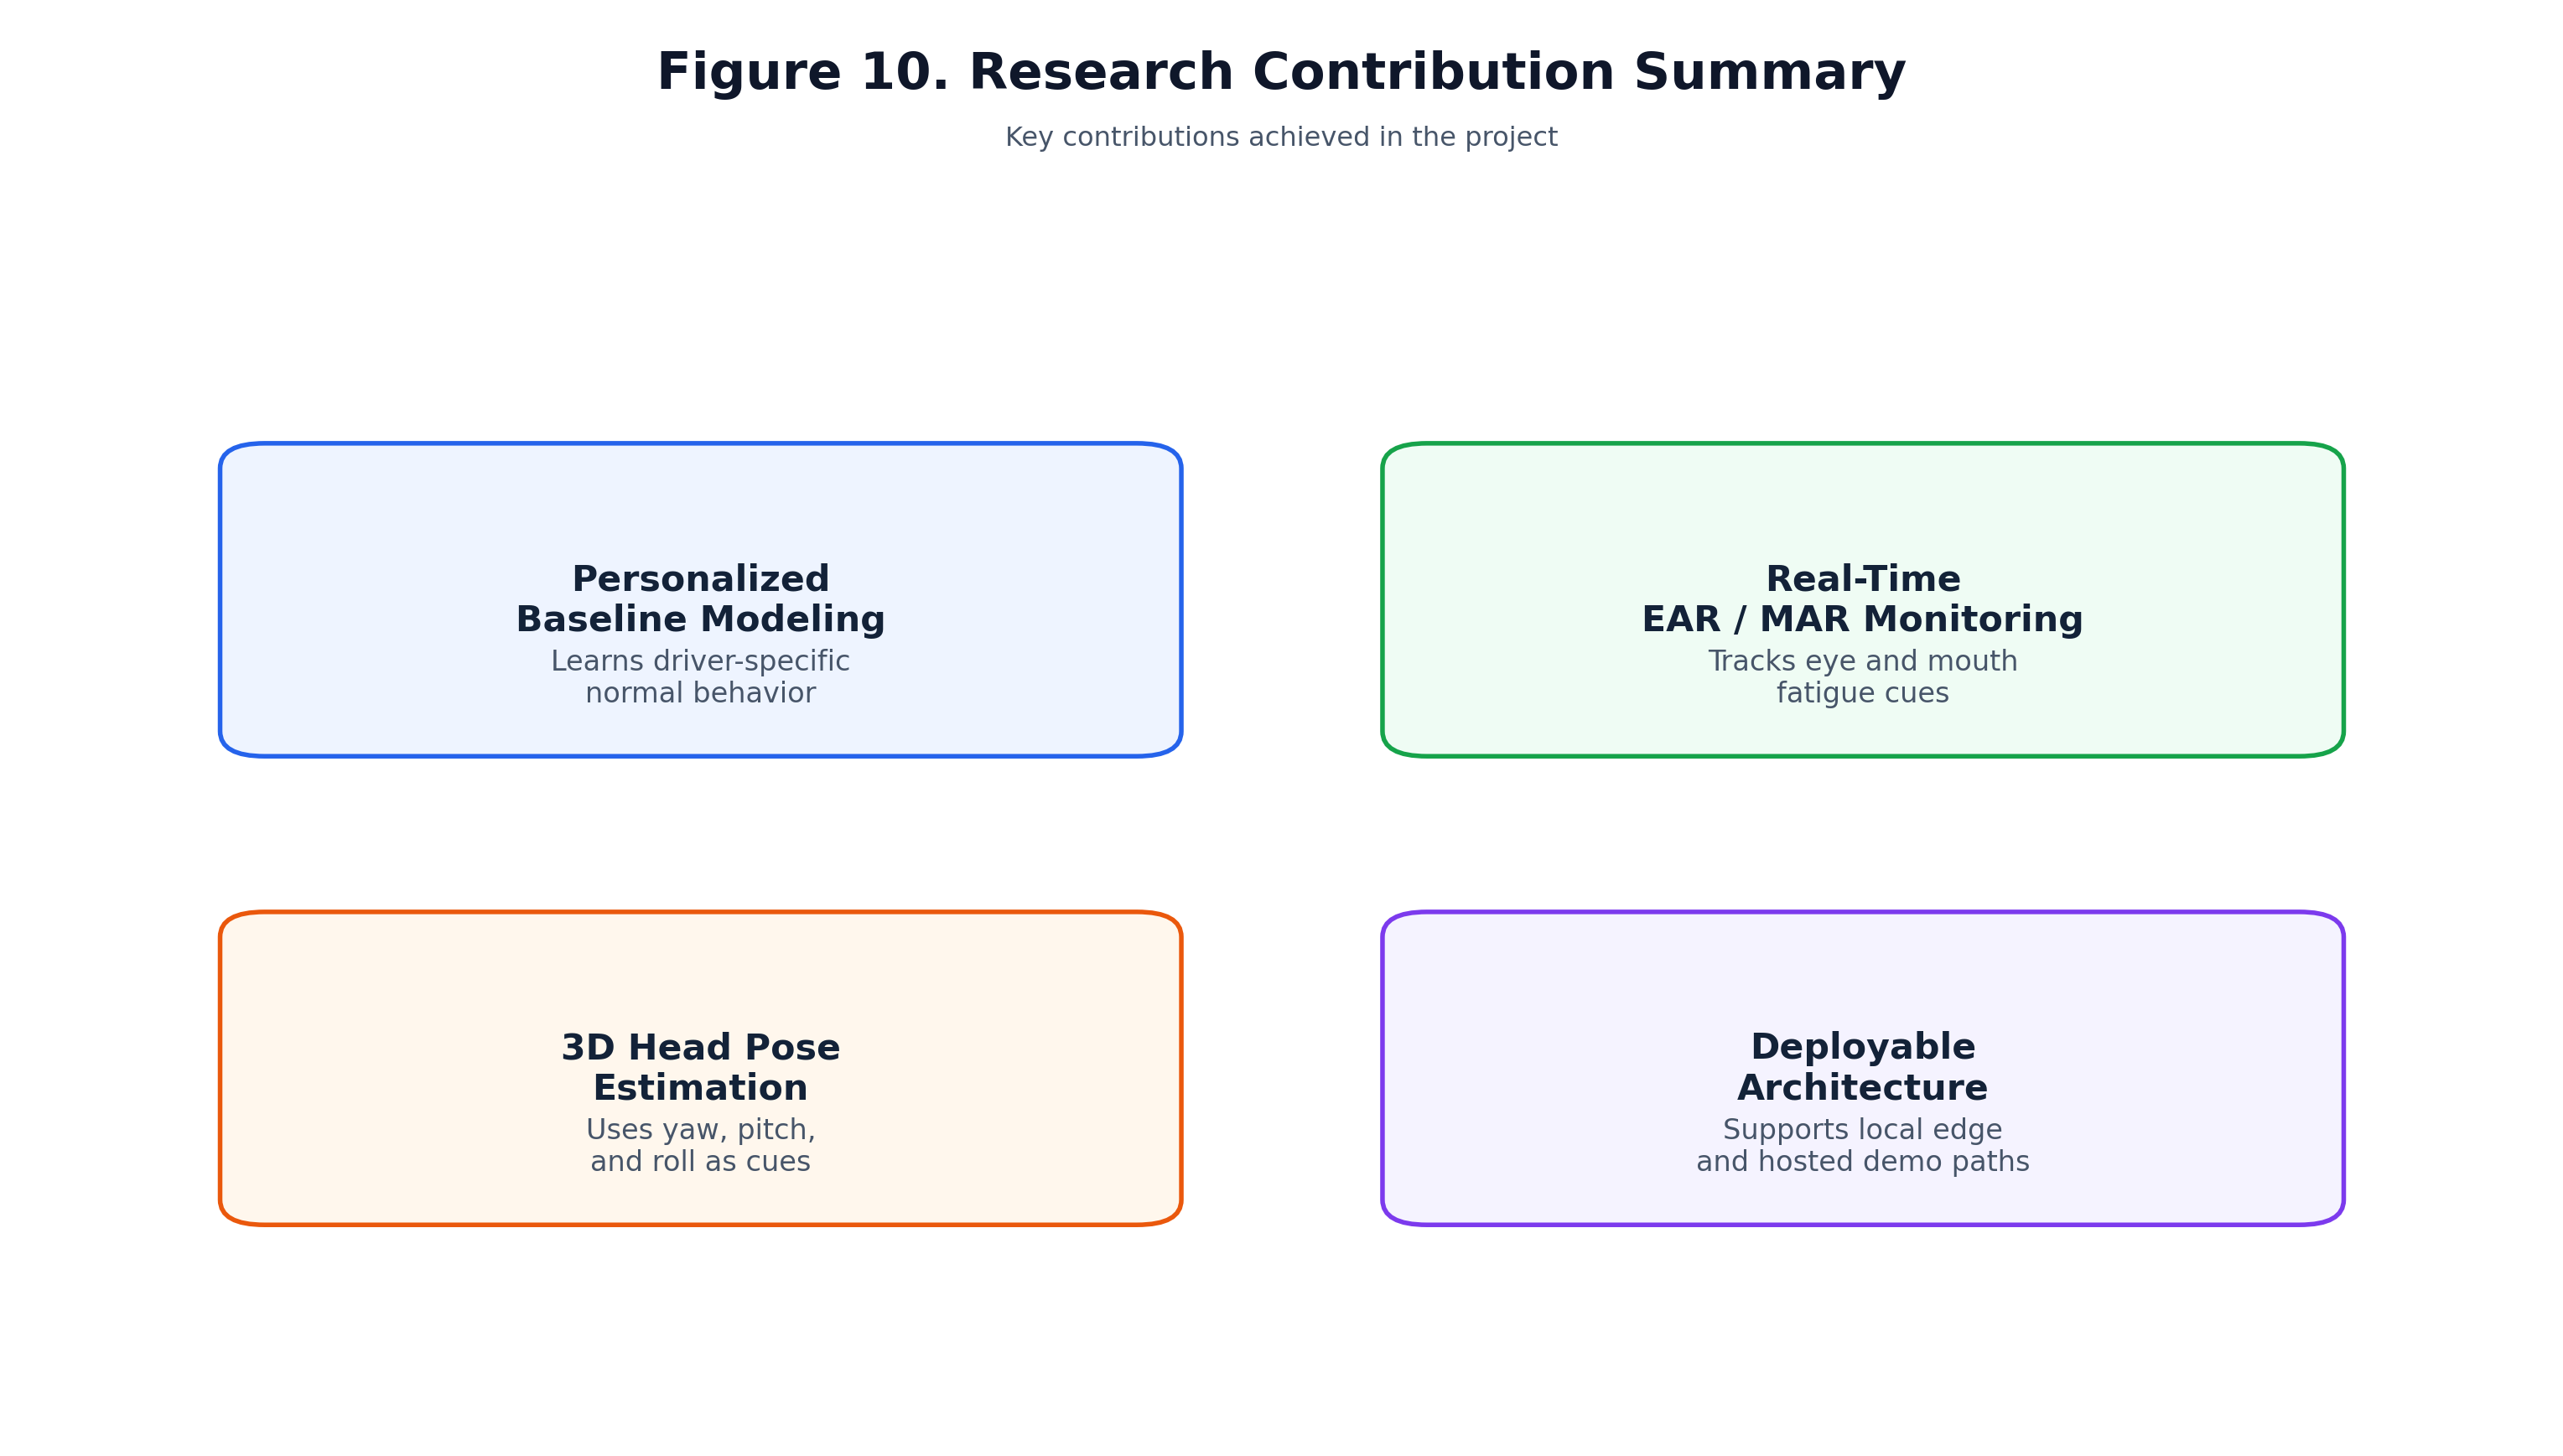 Figure 10. Research Contribution Summary
Key contributions achieved in the project
Personalized
Baseline Modeling
Learns driver-specific
normal behavior
Real-Time
EAR / MAR Monitoring
Tracks eye and mouth
fatigue cues
3D Head Pose
Estimation
Uses yaw, pitch,
and roll as cues
Deployable
Architecture
Supports local edge
and hosted demo paths